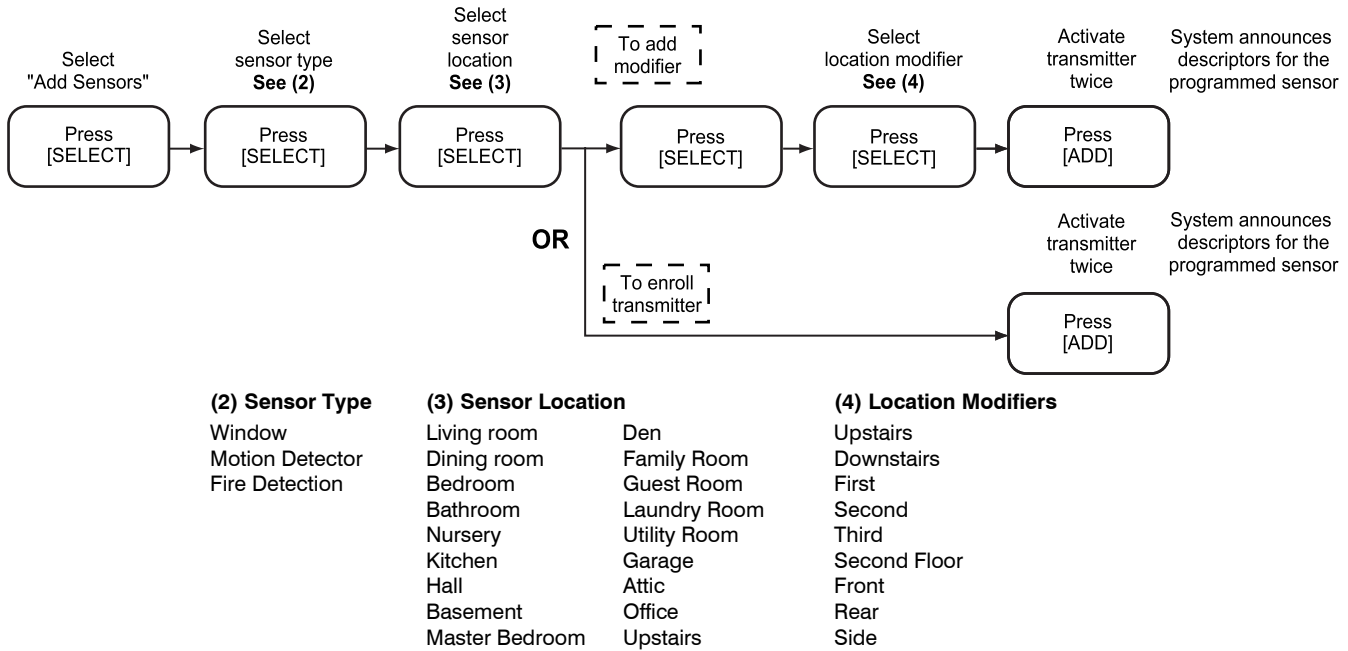 Select
"Add Sensors"
Press
[SELECT]
Select
sensor type
See (2)
Press
[SELECT]
Select
sensor
location
See (3)
Press
[SELECT]
To add
modifier
Press
[SELECT]
Select
location modifier
See (4)
Press
[SELECT]
Activate
transmitter
twice
Press
[ADD]
System announces
descriptors for the
programmed sensor
OR
To enroll
transmitter
Activate
transmitter
twice
Press
[ADD]
System announces
descriptors for the
programmed sensor
(2) Sensor Type
Window
Motion Detector
Fire Detection
(3) Sensor Location
Living room
Dining room
Bedroom
Bathroom
Nursery
Kitchen
Hall
Basement
Master Bedroom
Den
Family Room
Guest Room
Laundry Room
Utility Room
Garage
Attic
Office
Upstairs
(4) Location Modifiers
Upstairs
Downstairs
First
Second
Third
Second Floor
Front
Rear
Side